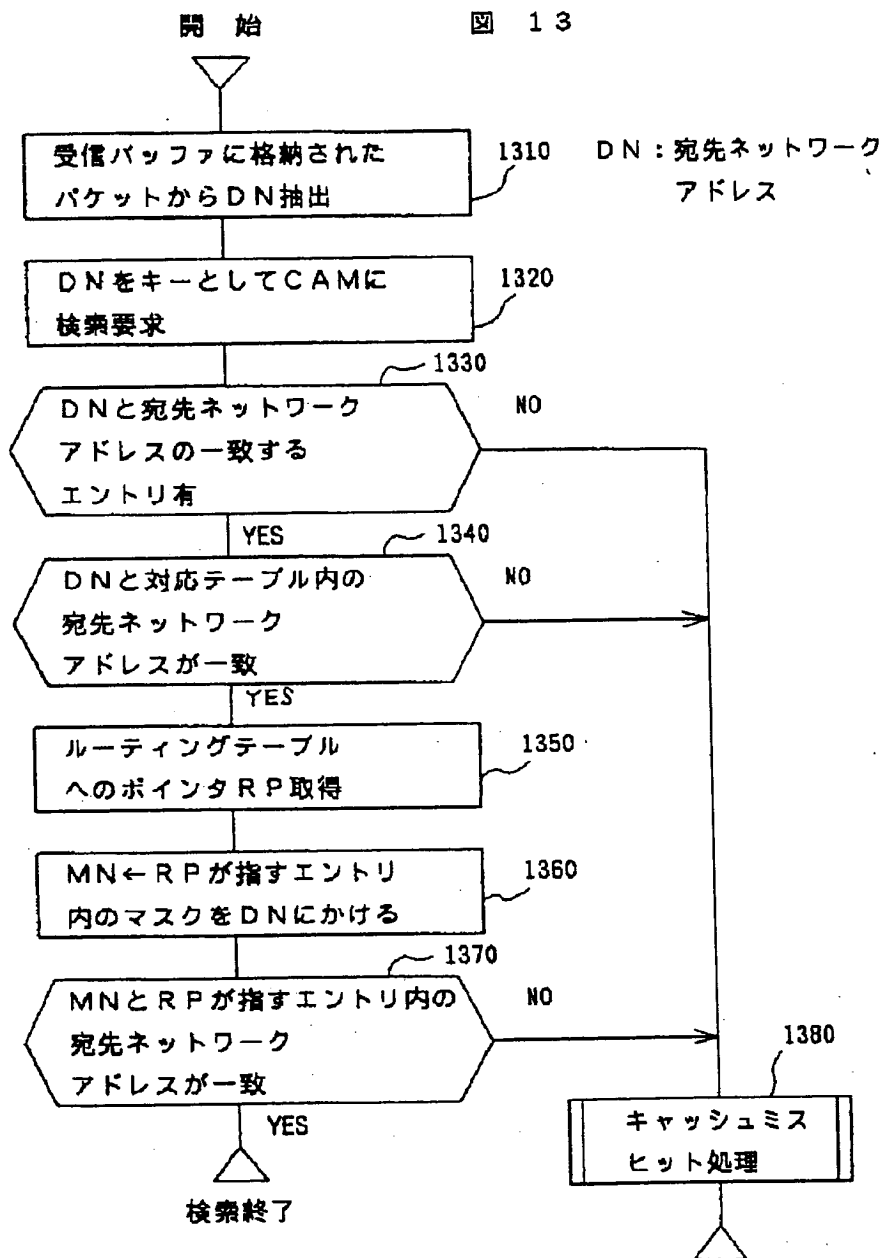 開 始
図 13
受信バッファに格納された
パケットからDN抽出
1310
DN:宛先ネットワーク
アドレス
DNをキーとしてCAMに
検索要求
1320
1330
DNと宛先ネットワーク
アドレスの一致する
エントリ有
NO
YES
1340
DNと対応テーブル内の
宛先ネットワーク
アドレスが一致
NO
YES
ルーティングテーブル
へのポインタRP取得
1350
MN←RPが指すエントリ
内のマスクをDNにかける
1360
1370
MNとRPが指すエントリ内の
宛先ネットワーク
アドレスが一致
NO
YES
検索終了
1380
キャッシュミス
ヒット処理